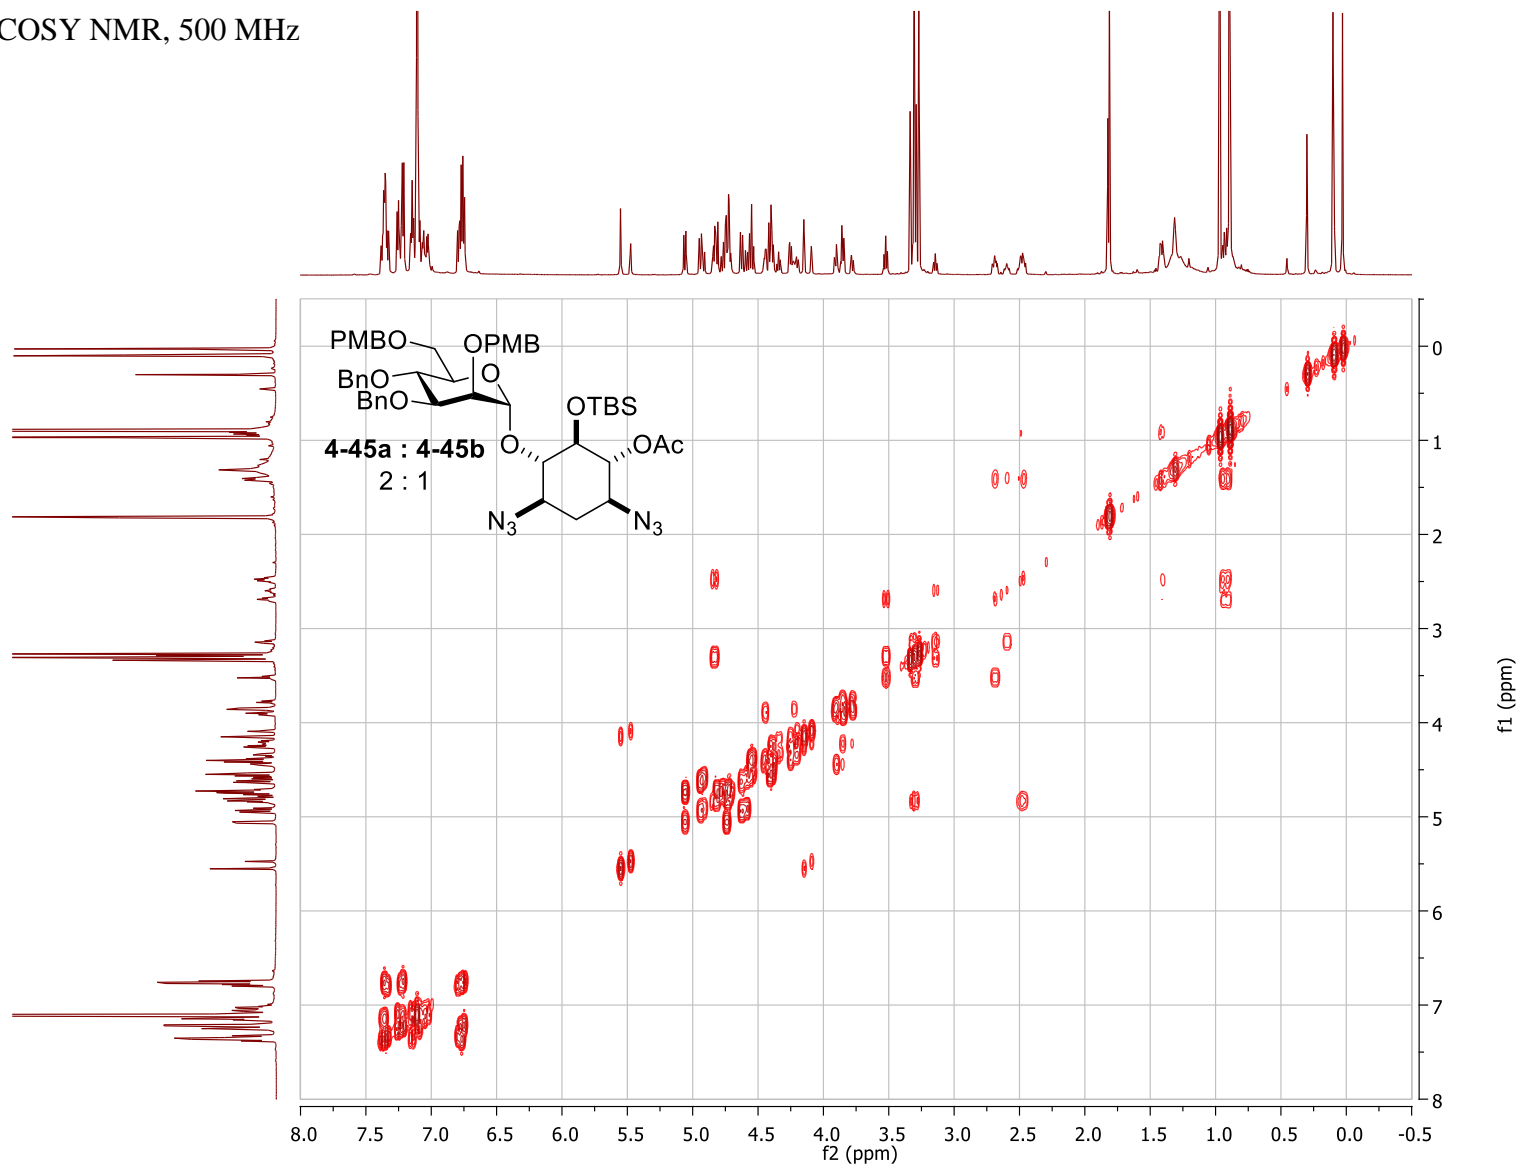 COSY NMR, 500 MHz
PMBO
OPMB
O
BnO
BnO
OTBS
4-45a : 4-45b
O
OAc
2 : 1
N3
N3
0
1
2
3
4
5
6
7
8
f1 (ppm)
8.0 7.5 7.0 6.5 6.0 5.5 5.0 4.5 4.0 3.5 3.0 2.5 2.0 1.5 1.0 0.5 0.0 -0.5
f2 (ppm)